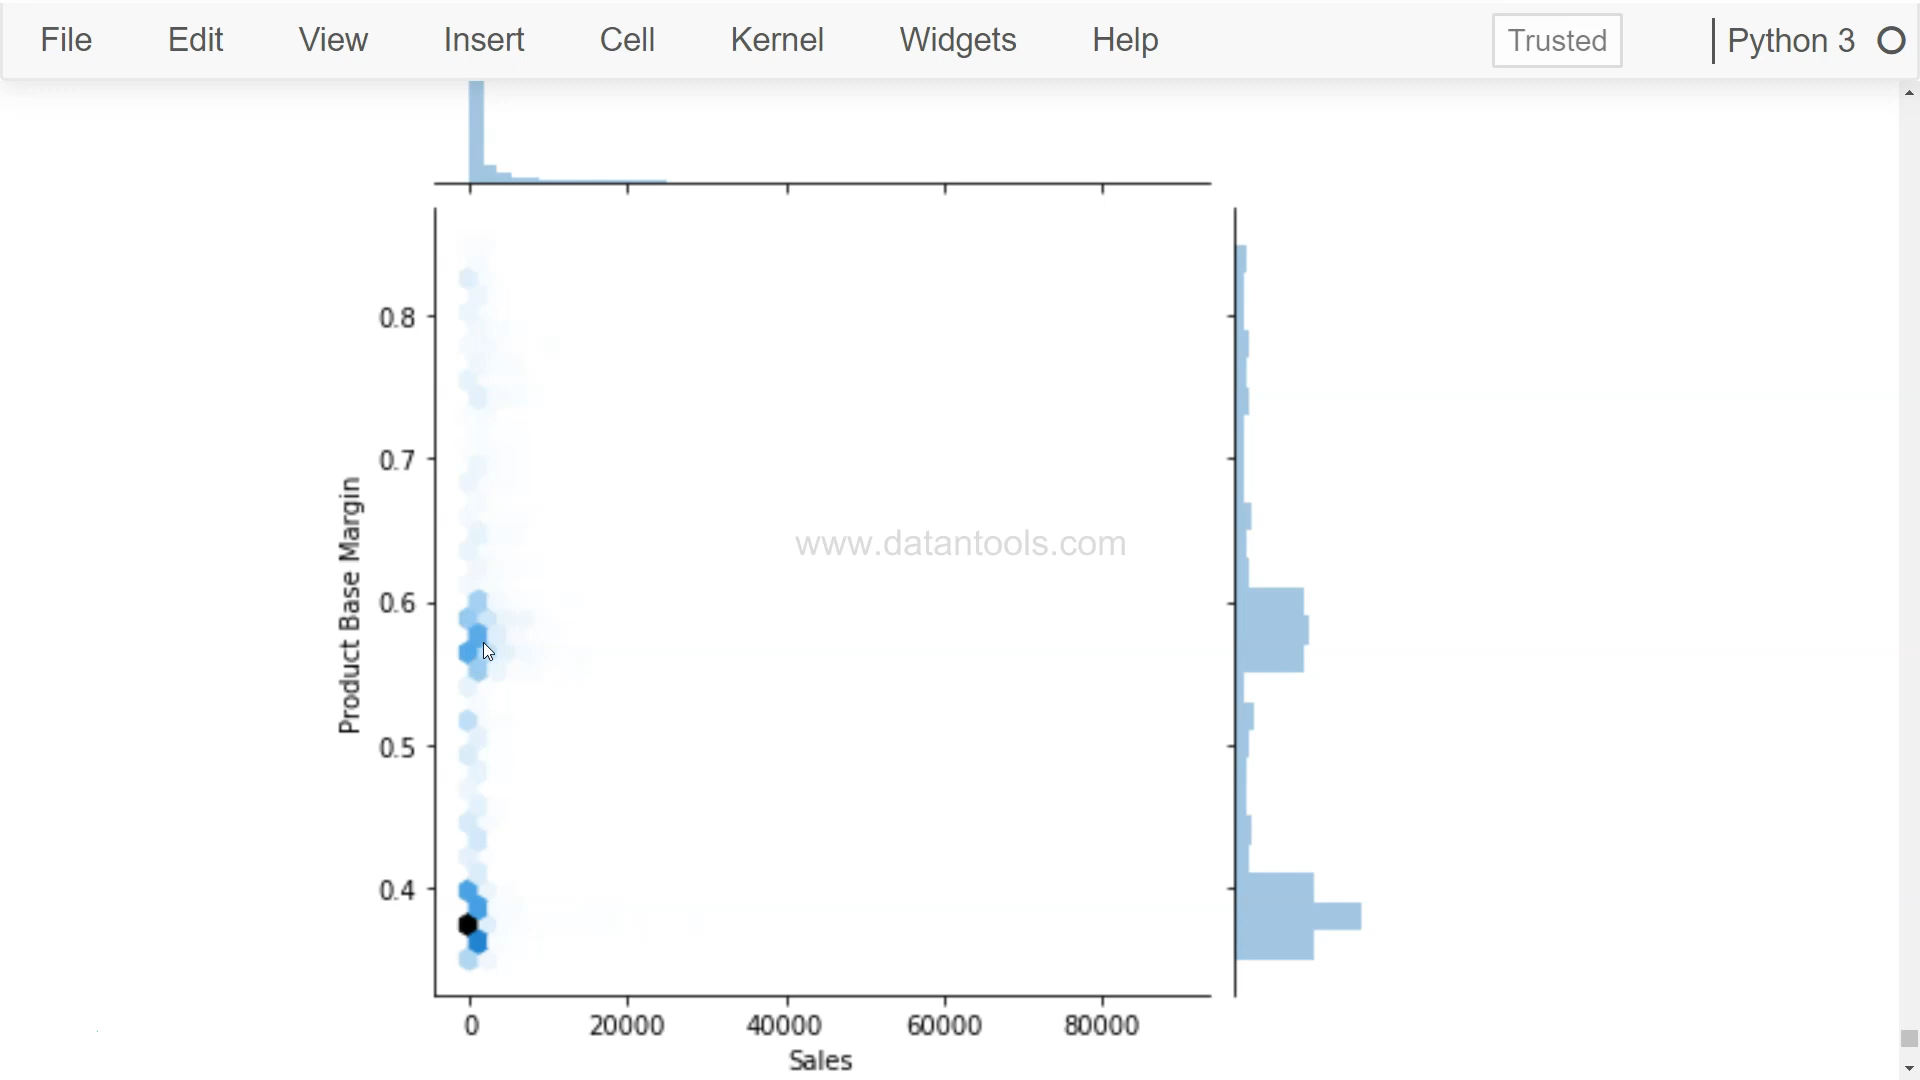 File Edit View Insert Cell Kernel Widgets Help Trusted Python 3
0.8
0.7
0.6
0.5
0.4
Product Base Margin
www.datantools.com
0 20000 40000 60000 80000
Sales